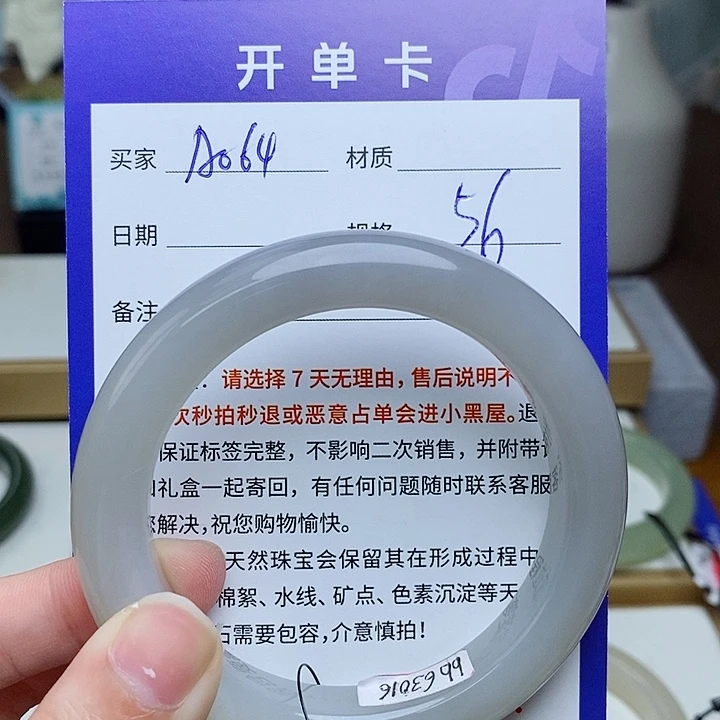 开单卡
买家 A064 材质
日期 规格 56
备注
请选择7天无理由，售后说明不
次秒拍秒退或恶意占单会进小黑屋。退
保证标签完整，不影响二次销售，并附带
礼盒一起寄回，有任何问题随时联系客服
您解决，祝您购物愉快。
天然珠宝会保留其在形成过程中
棉絮、水线、矿点、色素沉淀等天
石需要包容，介意慎拍！